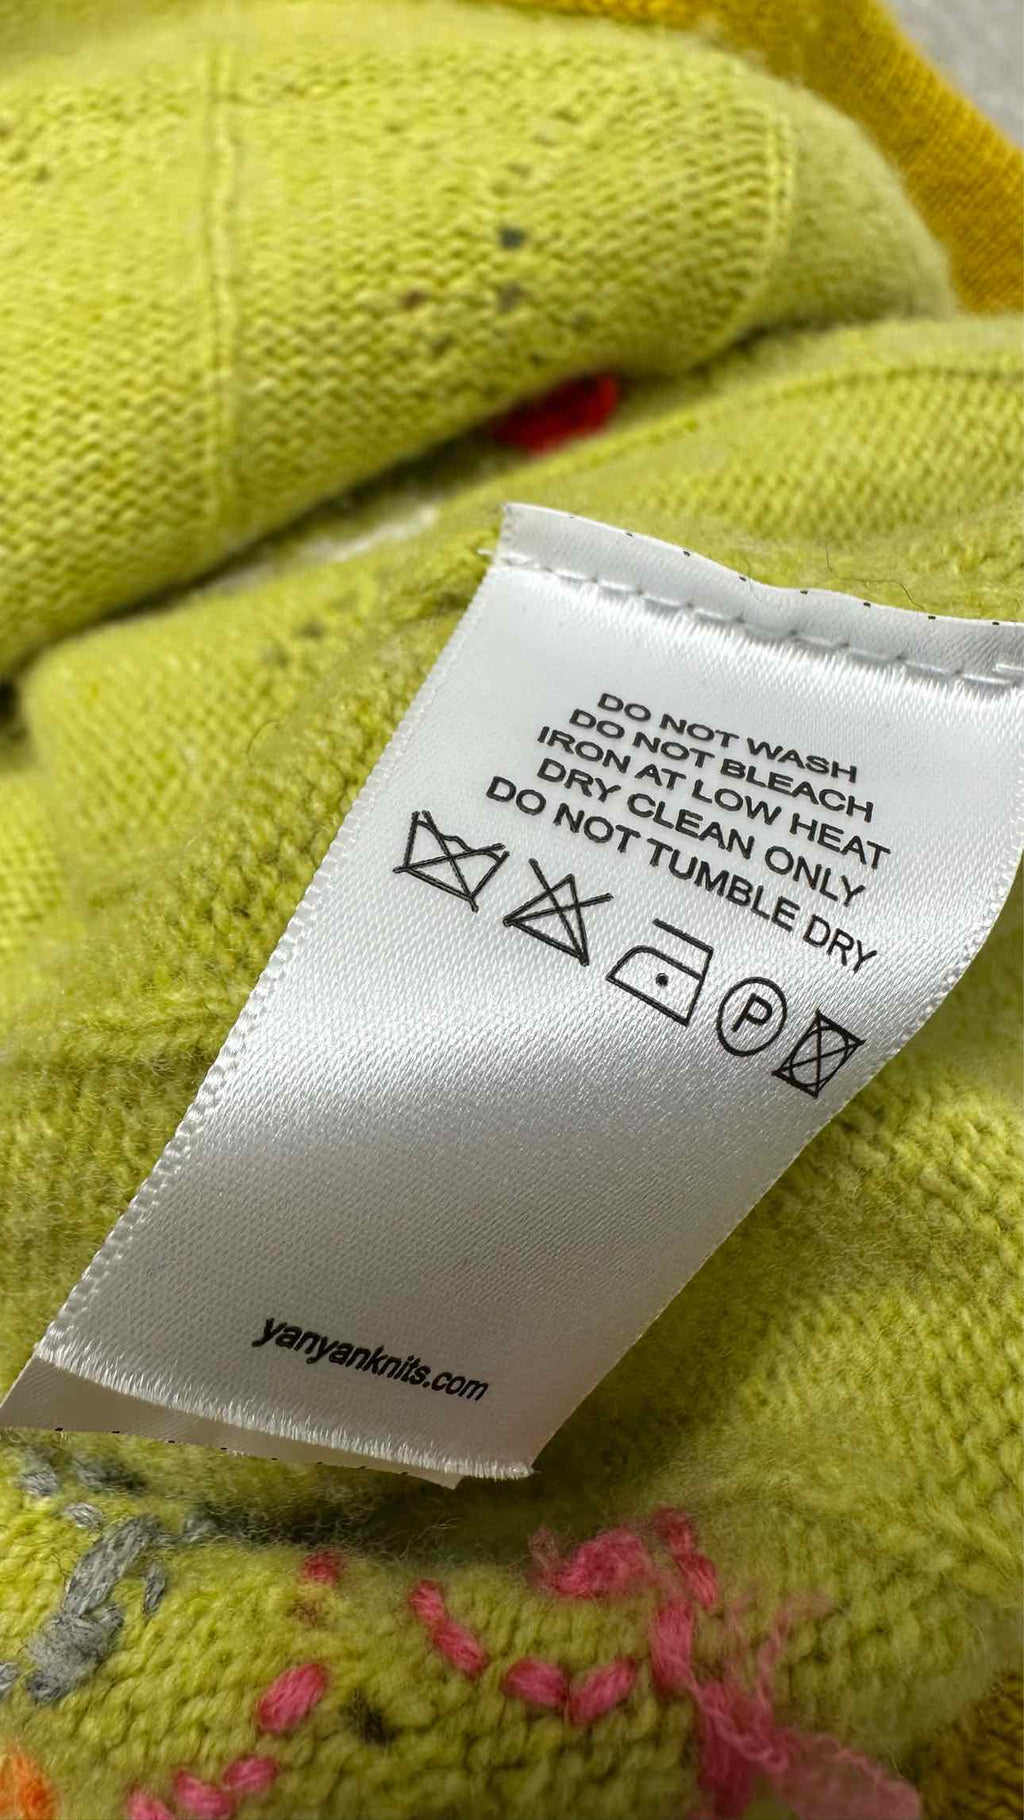 DO NOT WASH
DO NOT BLEACH
IRON AT LOW HEAT
DRY CLEAN ONLY
DO NOT TUMBLE DRY
P
yanyanknits.com